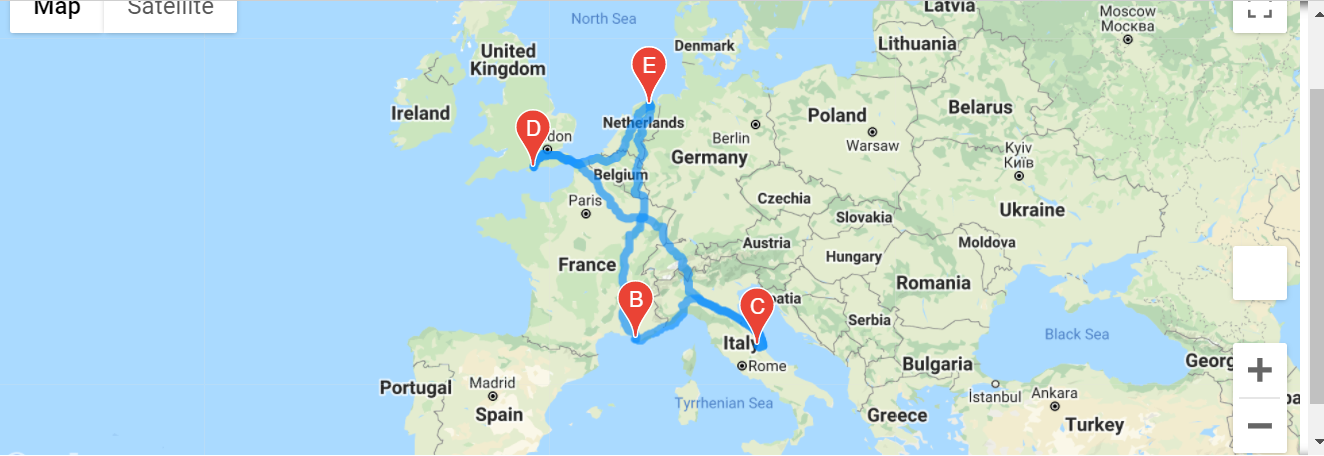 Map
Satellite
North Sea
Latvia
Moscow
Москва
Denmark
Lithuania
United
Kingdom
E
Ireland
Netherlands
Poland
Belarus
D
don
Berlin
Warsaw
Germany
Kyiv
Київ
Belgium
Paris
Czechia
Ukraine
Slovakia
Austria
Moldova
Hungary
France
Romania
B
C
oatia
Serbia
Italy
Black Sea
Bulgaria
Georg
Rome
Portugal
Madrid
İstanbul
Ankara
Tyrrhenian Sea
Spain
Greece
Turkey